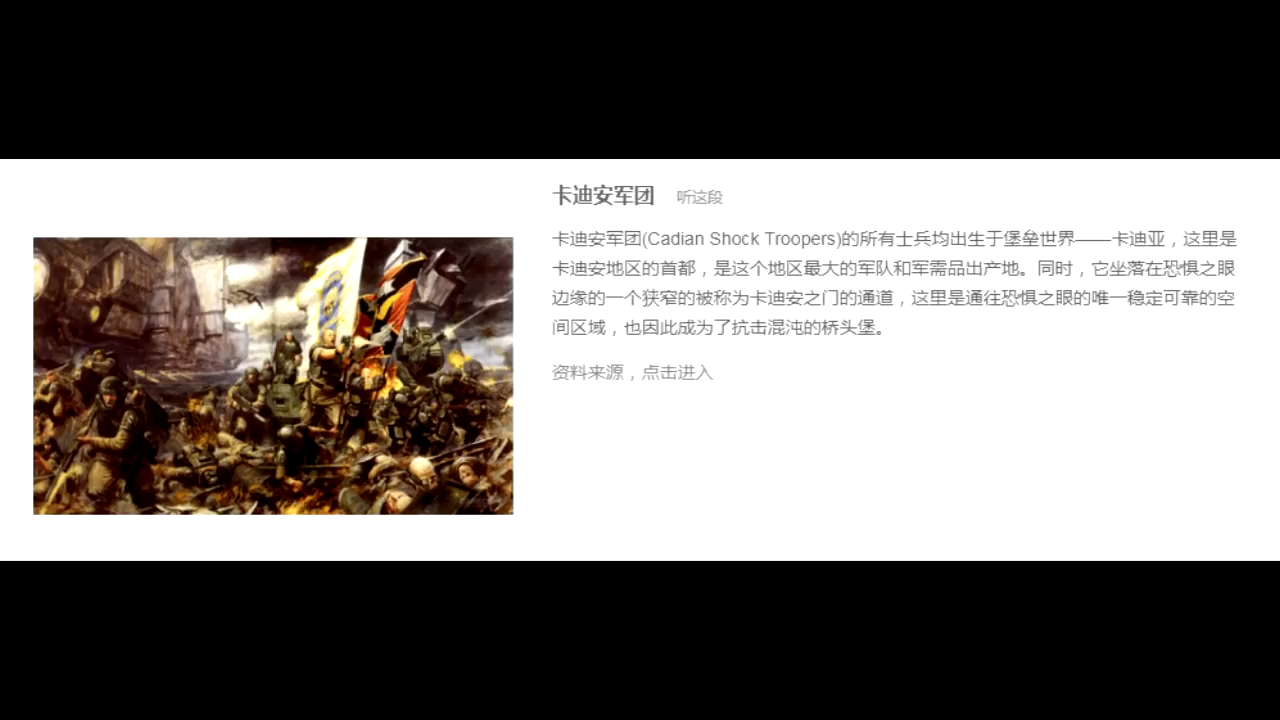 卡迪安军团 听这段
卡迪安军团(Cadian Shock Troopers)的所有士兵均出生于堡垒世界——卡迪亚，这里是
卡迪安地区的首都，是这个地区最大的军队和军需品出产地。同时，它坐落在恐惧之眼
边缘的一个狭窄的被称为卡迪安之门的通道，这里是通往恐惧之眼的唯一稳定可靠的空
间区域，也因此成为了抗击混沌的桥头堡。
资料来源，点击进入